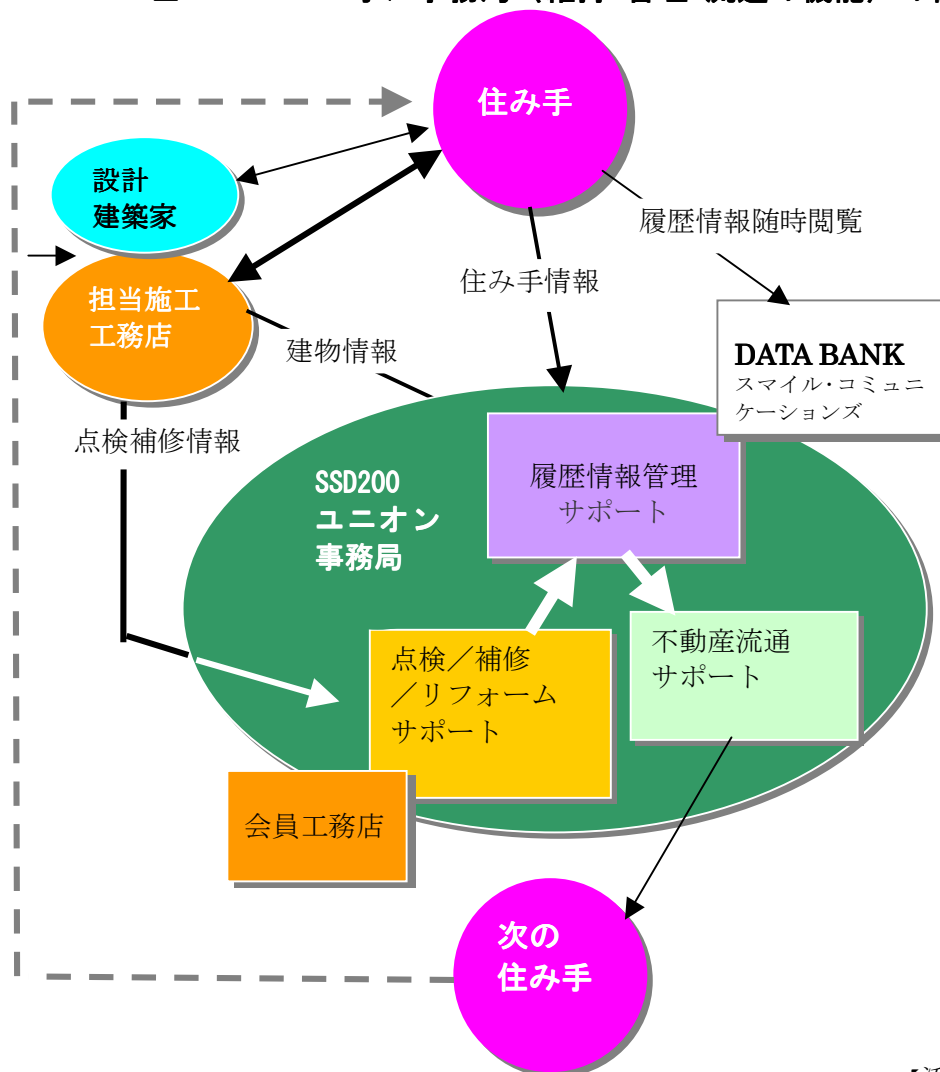 住み手
設計
建築家
履歴情報随時閲覧
住み手情報
担当施工
工務店
建物情報
DATA BANK
スマイル・コミュニ
ケーションズ
点検補修情報
SSD200
ユニオン
事務局
履歴情報管理
サポート
不動産流通
サポート
点検／補修
／リフォーム
サポート
会員工務店
次の
住み手